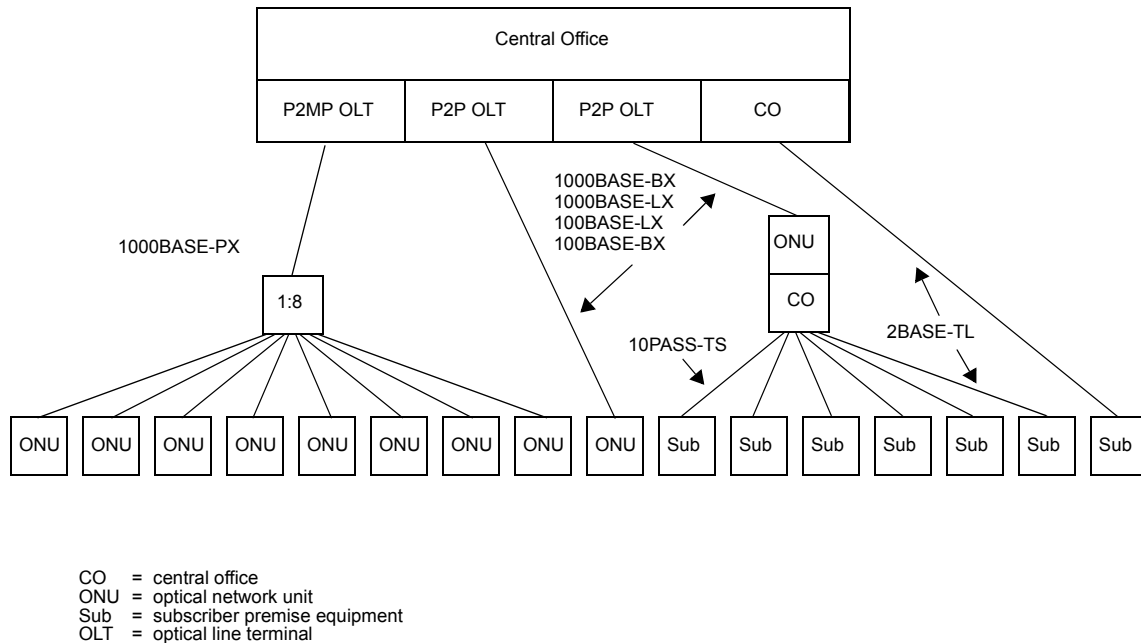 Central Office
P2MP OLT
P2P OLT
P2P OLT
CO
1000BASE-BX
1000BASE-LX
100BASE-LX
100BASE-BX
1000BASE-PX
ONU
CO
1:8
10PASS-TS
2BASE-TL
ONU
ONU
ONU
ONU
ONU
ONU
ONU
ONU
ONU
Sub
Sub
Sub
Sub
Sub
Sub
Sub
CO = central office
ONU = optical network unit
Sub = subscriber premise equipment
OLT = optical line terminal